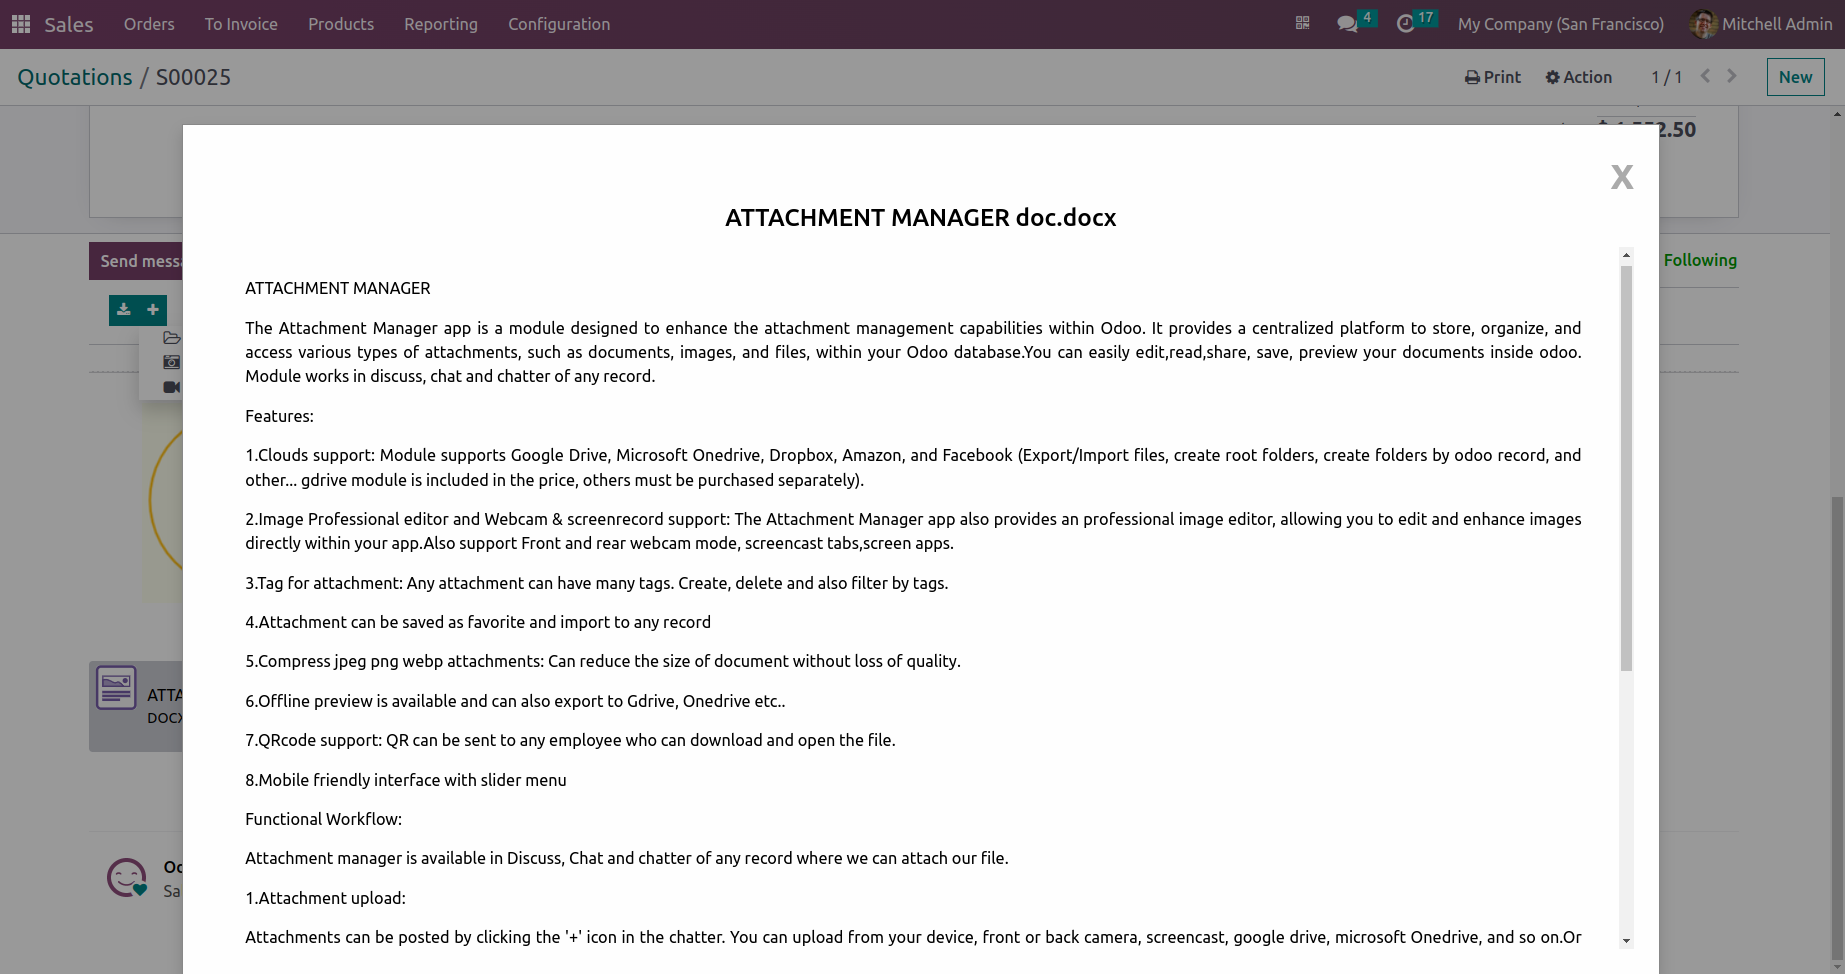 Sales Orders To Invoice Products Reporting Configuration 4 17 My Company (San Francisco) Mitchell Admin
Quotations / S00025 Print Action 1 / 1 New
2.50
X
ATTACHMENT MANAGER doc.docx
Send messa
Following
ATTACHMENT MANAGER
The Attachment Manager app is a module designed to enhance the attachment management capabilities within Odoo. It provides a centralized platform to store, organize, and
access various types of attachments, such as documents, images, and files, within your Odoo database.You can easily edit,read,share, save, preview your documents inside odoo.
Module works in discuss, chat and chatter of any record.
Features:
1.Clouds support: Module supports Google Drive, Microsoft Onedrive, Dropbox, Amazon, and Facebook (Export/Import files, create root folders, create folders by odoo record, and
other... gdrive module is included in the price, others must be purchased separately).
2.Image Professional editor and Webcam & screenrecord support: The Attachment Manager app also provides an professional image editor, allowing you to edit and enhance images
directly within your app.Also support Front and rear webcam mode, screencast tabs,screen apps.
3.Tag for attachment: Any attachment can have many tags. Create, delete and also filter by tags.
4.Attachment can be saved as favorite and import to any record
5.Compress jpeg png webp attachments: Can reduce the size of document without loss of quality.
6.Offline preview is available and can also export to Gdrive, Onedrive etc..
ATTA
DOCX
7.QRcode support: QR can be sent to any employee who can download and open the file.
8.Mobile friendly interface with slider menu
Functional Workflow:
Attachment manager is available in Discuss, Chat and chatter of any record where we can attach our file.
Sa
1.Attachment upload:
Attachments can be posted by clicking the '+' icon in the chatter. You can upload from your device, front or back camera, screencast, google drive, microsoft Onedrive, and so on.Or